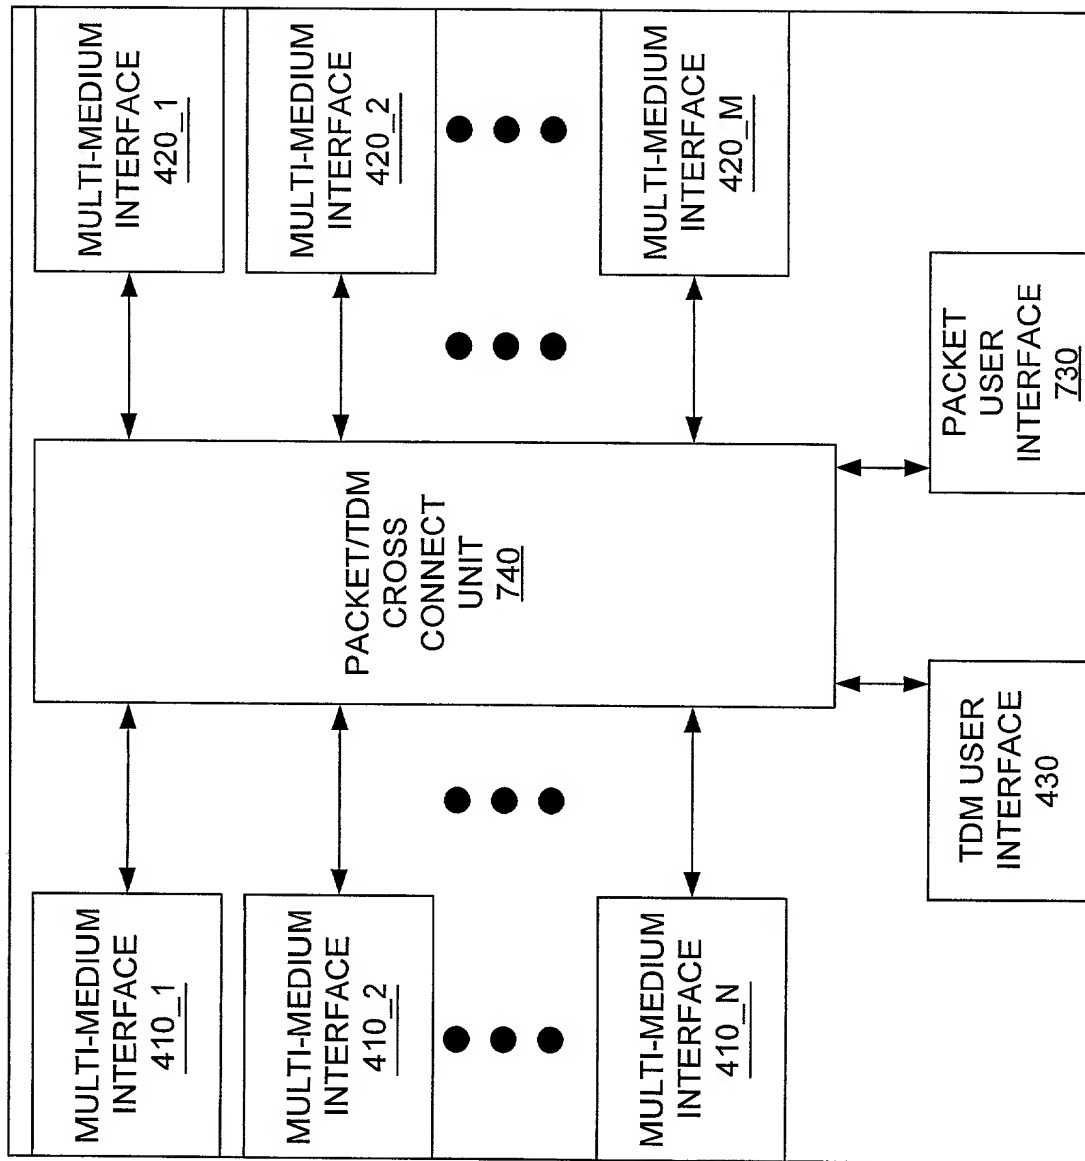 MULTI-MEDIUM
INTERFACE
410_1
MULTI-MEDIUM
INTERFACE
410_2
MULTI-MEDIUM
INTERFACE
410_N
PACKET/TDM
CROSS
CONNECT
UNIT
740
MULTI-MEDIUM
INTERFACE
420_1
MULTI-MEDIUM
INTERFACE
420_2
MULTI-MEDIUM
INTERFACE
420_M
TDM USER
INTERFACE
430
PACKET
USER
INTERFACE
730